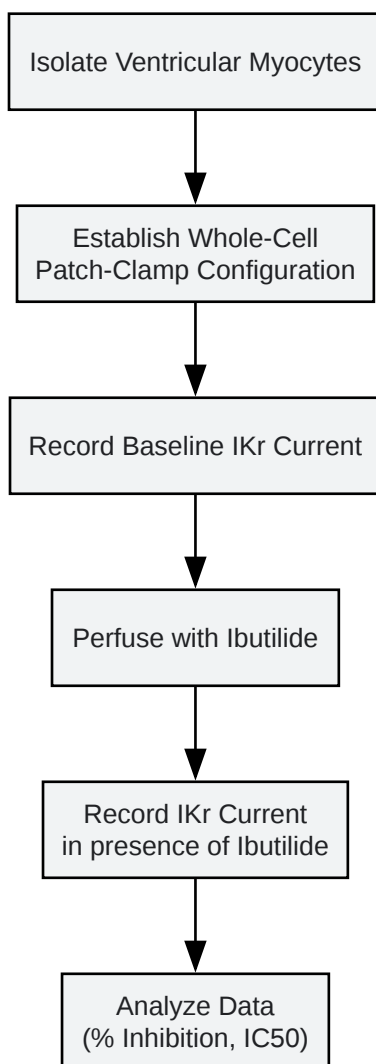 Isolate Ventricular Myocytes
Establish Whole-Cell
Patch-Clamp Configuration
Record Baseline IKr Current
Perfuse with Ibutilide
Record IKr Current
in presence of Ibutilide
Analyze Data
(% Inhibition, IC50)